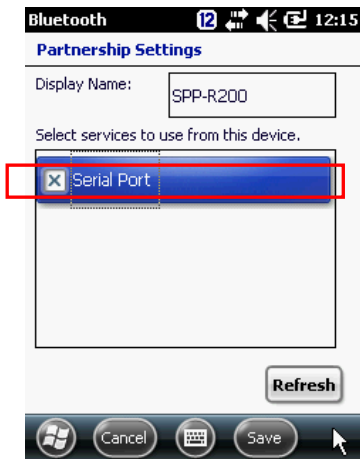 Bluetooth 12 12:15
Partnership Settings
Display Name: SPP-R200
Select services to use from this device.
Serial Port
Refresh
Cancel Save